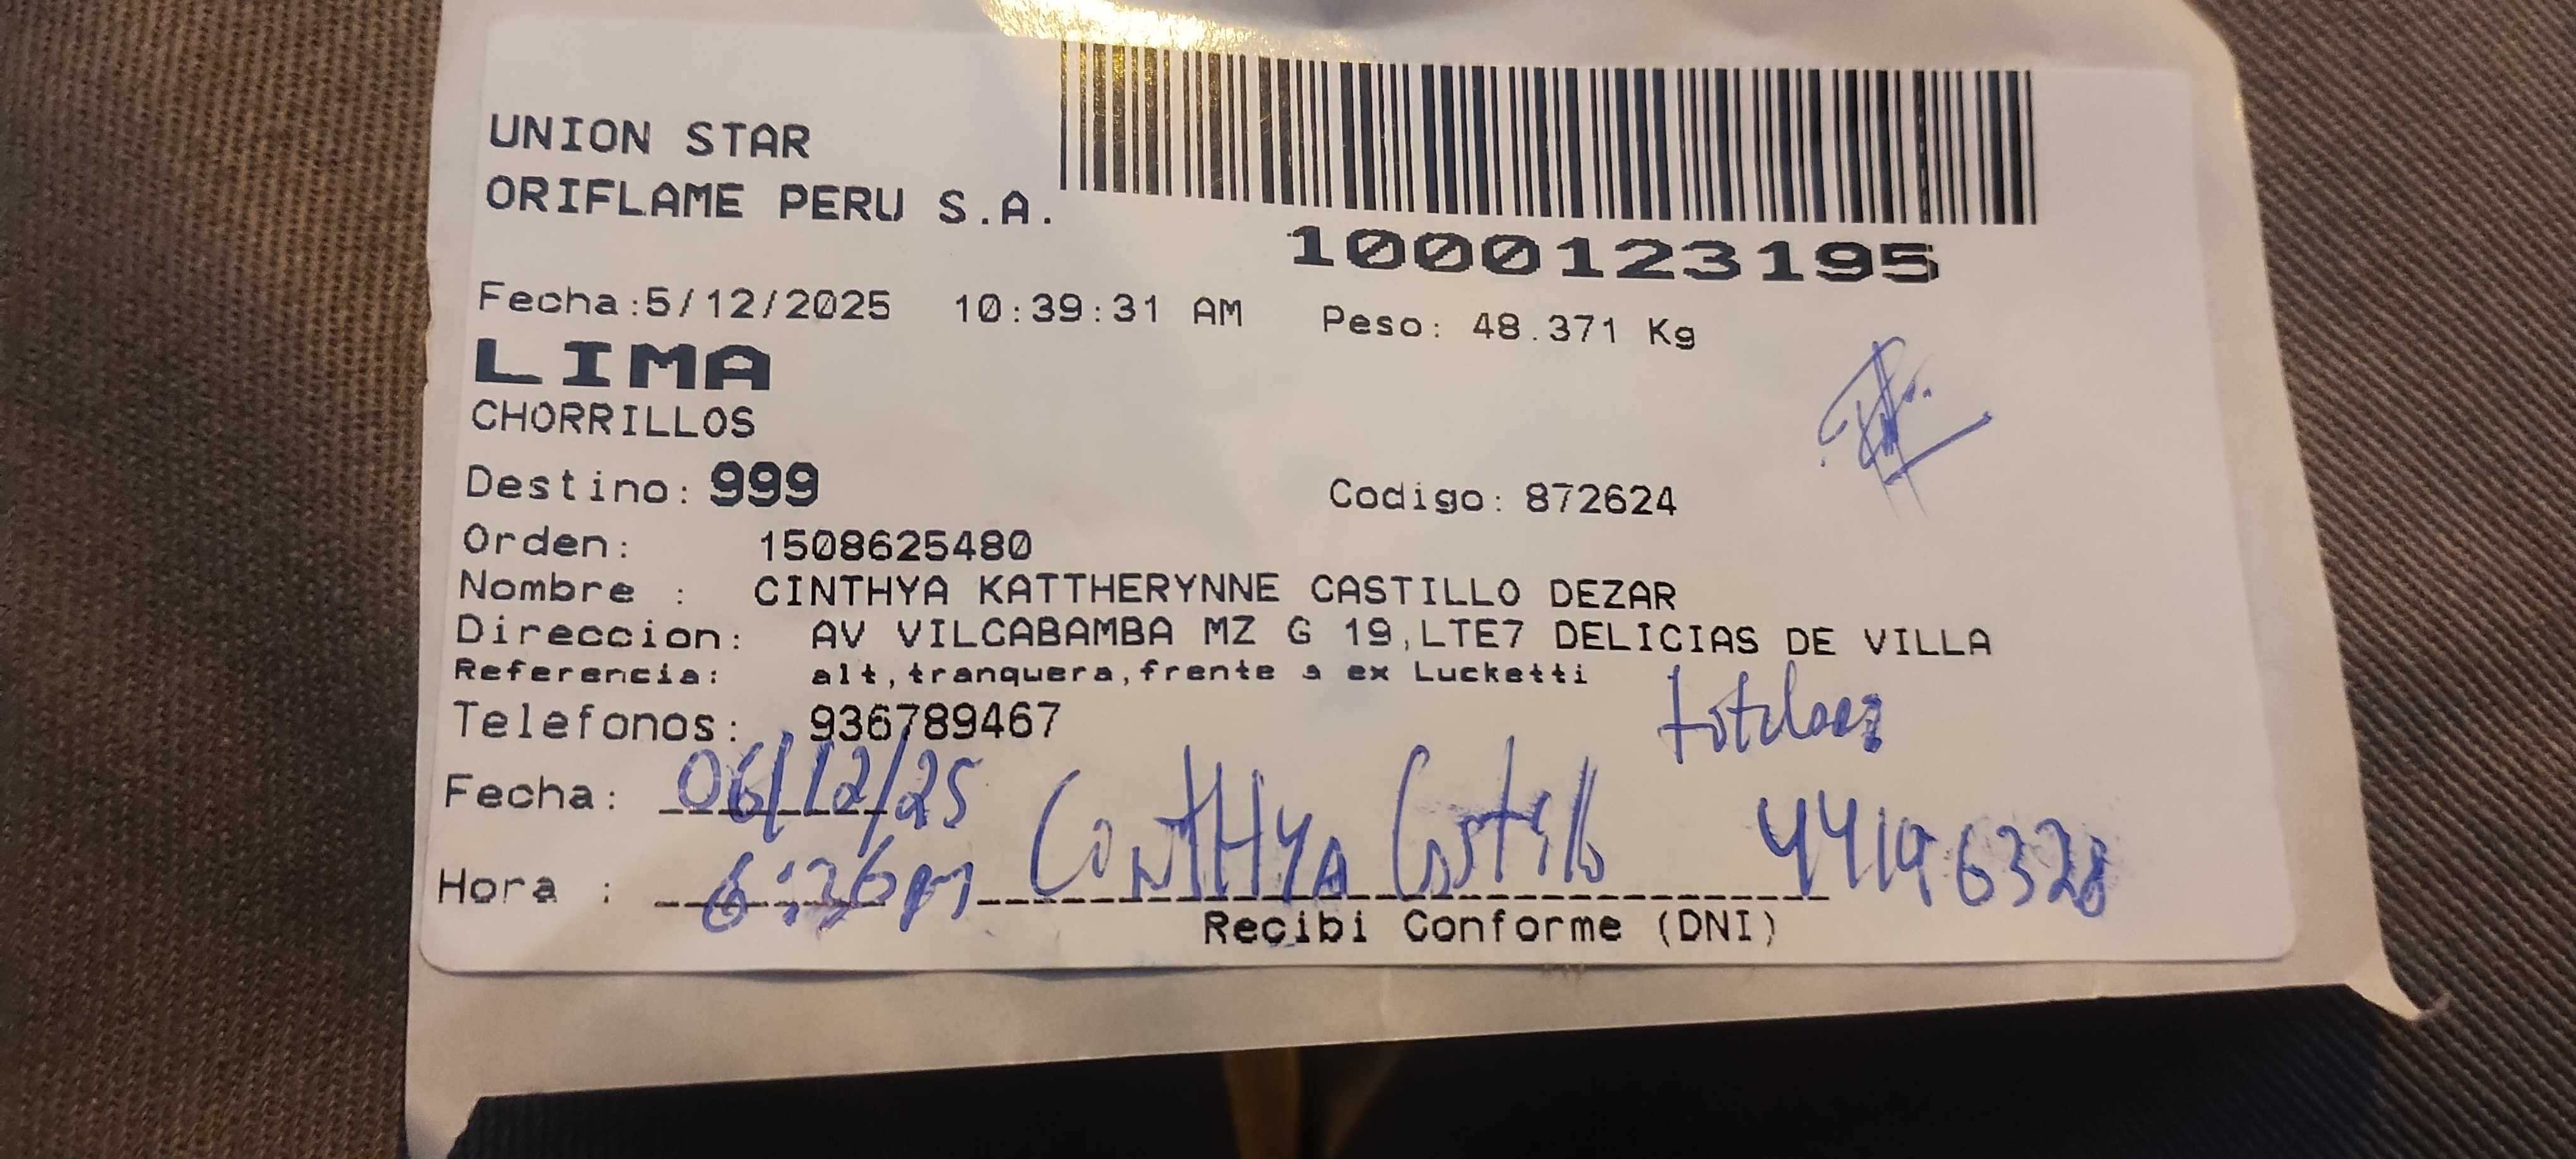 UNION STAR
ORIFLAME PERU S.A.
1000123195
Fecha:5/12/2025 10:39:31 AM Peso: 48.371 Kg
LIMA
CHORRILLOS
Destino: 999 Codigo: 872624
Orden: 1508625480
Nombre : CINTHYA KATTHERYNNE CASTILLO DEZAR
Direccion: AV VILCABAMBA MZ G 19,LTE7 DELICIAS DE VILLA
Referencia: alt,tranquera,frente a ex Lucketti
Telefonos: 936789467
Fecha: 06/12/25
Hora : 6:26pm CinTHYA Castillo 44196328
Recibi Conforme (DNI)